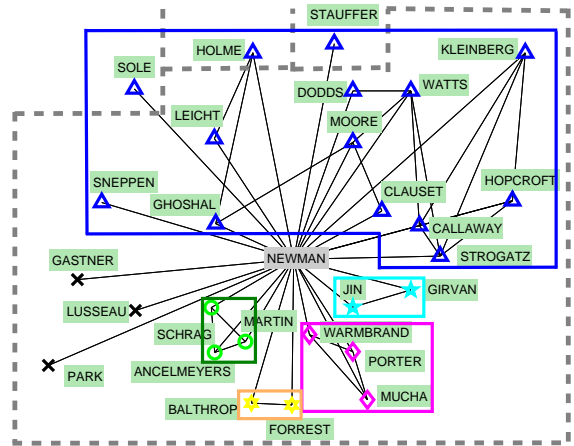 STAUFFER
HOLME
KLEINBERG
SOLE
DODDS
WATTS
LEICHT
MOORE
SNEPPEN
GHOSHAL
CLAUSET
HOPCROFT
CALLAWAY
NEWMAN
STROGATZ
GASTNER
JIN
GIRVAN
LUSSEAU
MARTIN
SCHRAG
WARMBRAND
PORTER
PARK
ANCELMEYERS
MUCHA
BALTHROP
FORREST